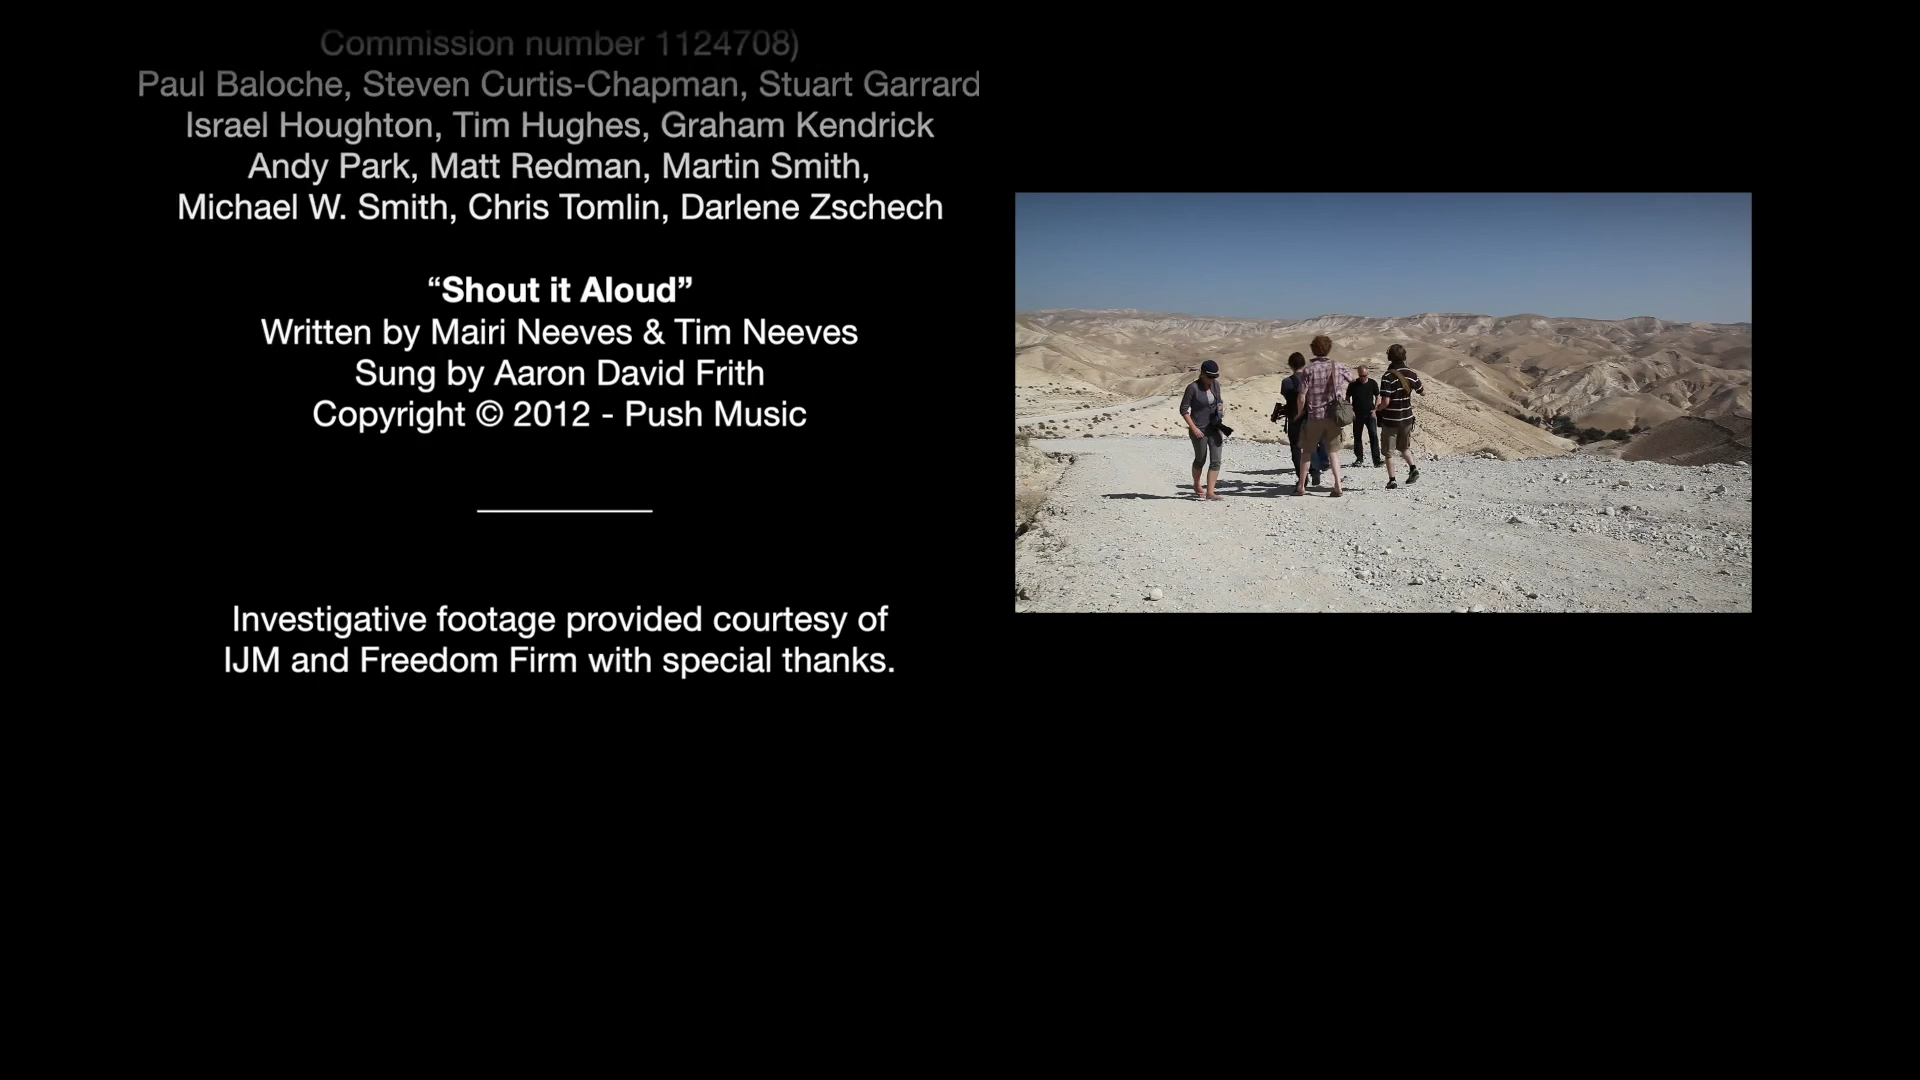 Commission number 1124708)
Paul Baloche, Steven Curtis-Chapman, Stuart Garrard
Israel Houghton, Tim Hughes, Graham Kendrick
Andy Park, Matt Redman, Martin Smith,
Michael W. Smith, Chris Tomlin, Darlene Zschech
“Shout it Aloud”
Written by Mairi Neeves & Tim Neeves
Sung by Aaron David Frith
Copyright © 2012 - Push Music
Investigative footage provided courtesy of
IJM and Freedom Firm with special thanks.